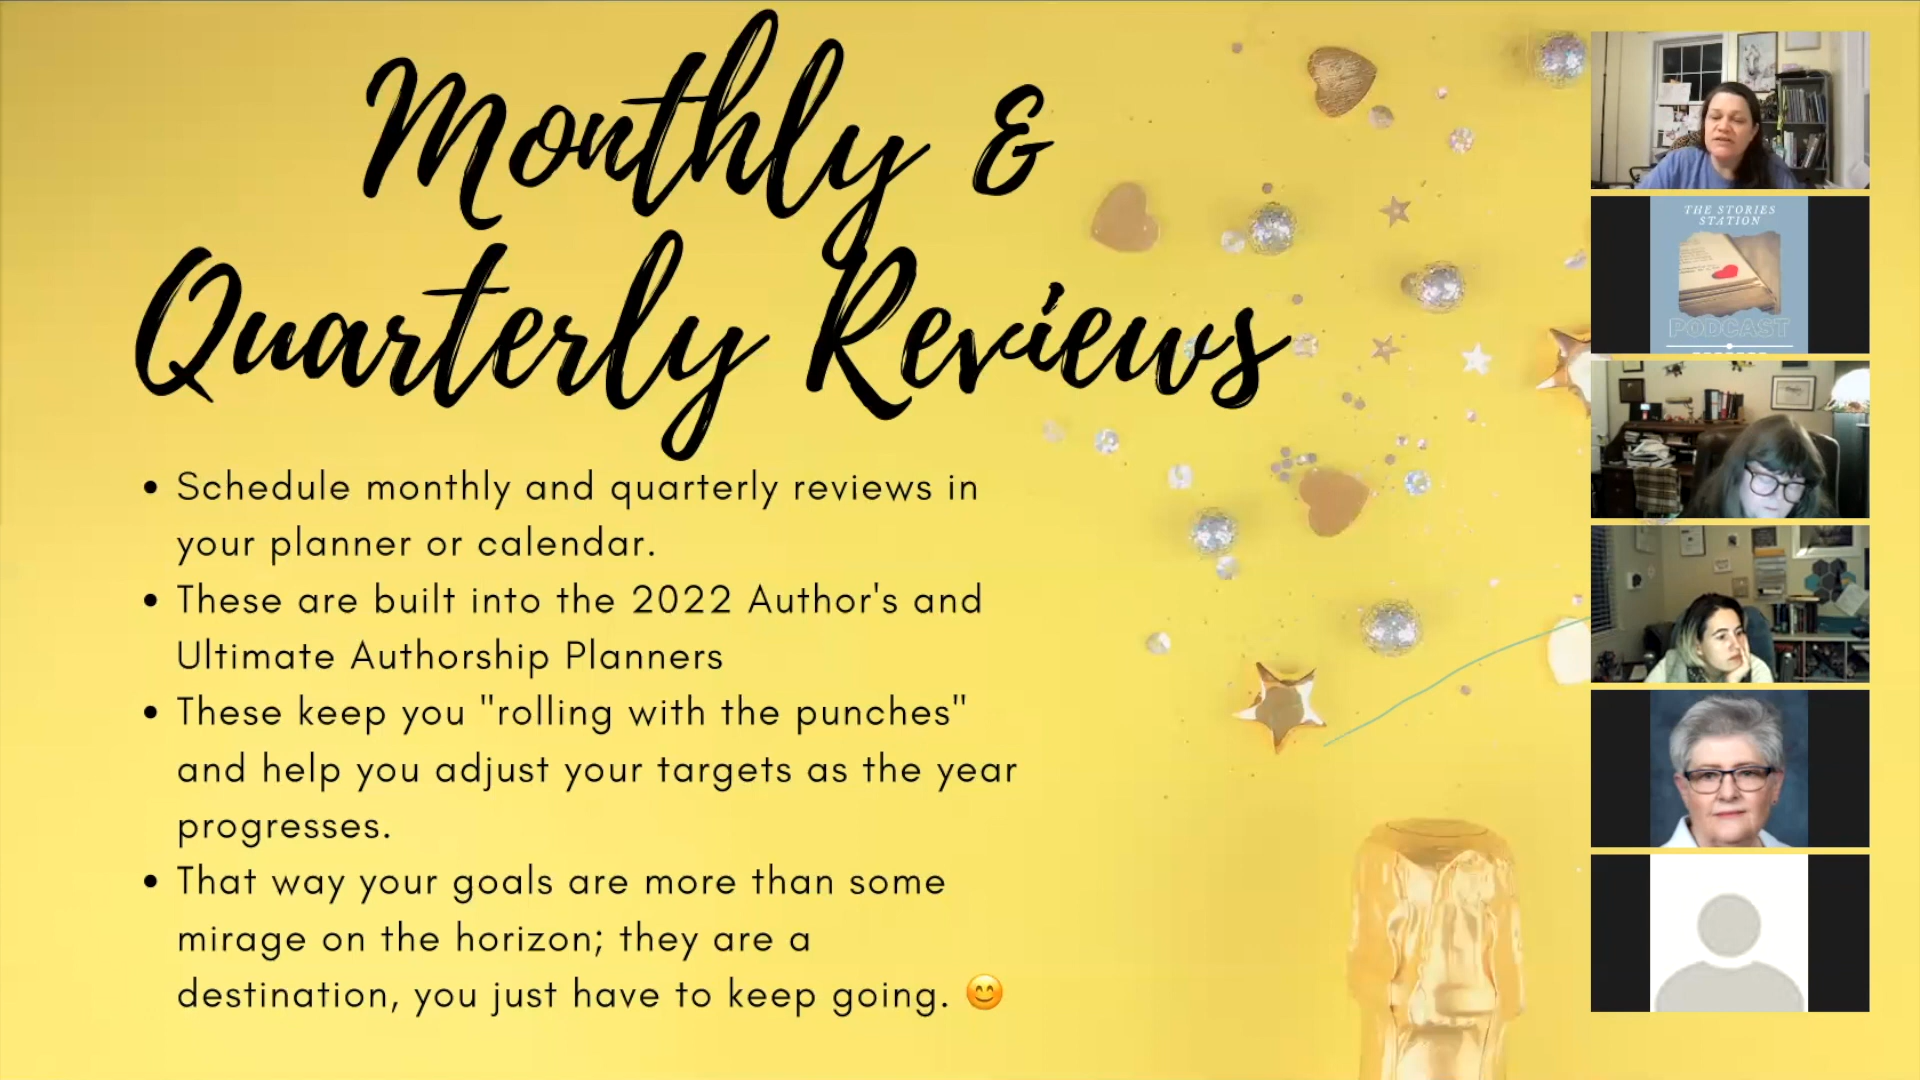 Monthly &
Quarterly Reviews
• Schedule monthly and quarterly reviews in
your planner or calendar.
• These are built into the 2022 Author's and
Ultimate Authorship Planners
• These keep you "rolling with the punches"
and help you adjust your targets as the year
progresses.
• That way your goals are more than some
mirage on the horizon; they are a
destination, you just have to keep going. 😊
THE STORIES
STATION
PODCAST